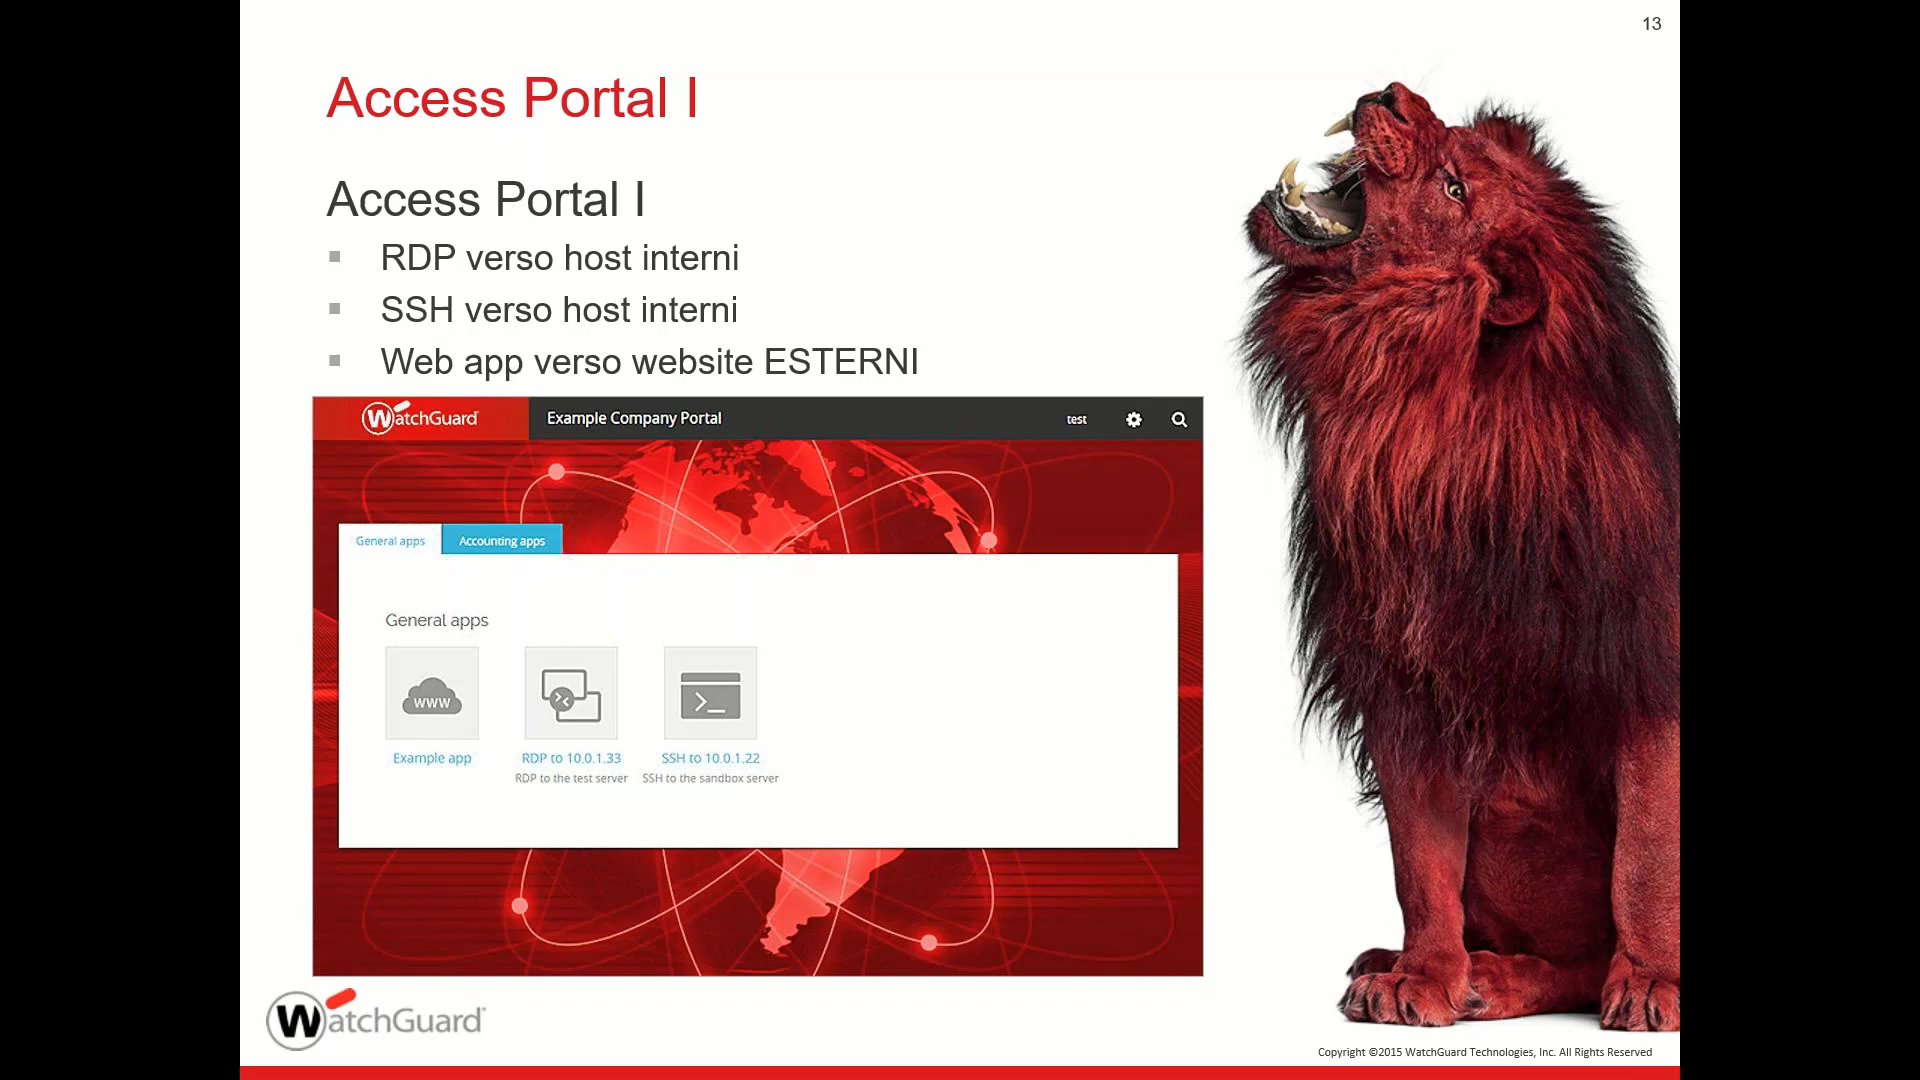 13
Access Portal I
Access Portal I
RDP verso host interni
SSH verso host interni
Web app verso website ESTERNI
WatchGuard
Example Company Portal
test
General apps
Accounting apps
General apps
www
Example app
RDP to 10.0.1.33
RDP to the test server
SSH to 10.0.1.22
SSH to the sandbox server
WatchGuard
Copyright ©2015 WatchGuard Technologies, Inc. All Rights Reserved